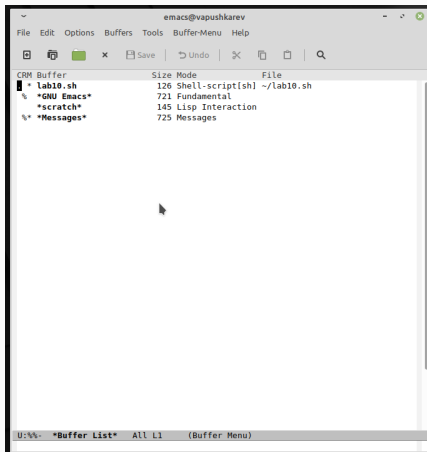 emacs@vapushkarev
File Edit Options Buffers Tools Buffer-Menu Help
Save Undo
CRM Buffer Size Mode File
. * lab10.sh 126 Shell-script[sh] ~/lab10.sh
% *GNU Emacs* 721 Fundamental
*scratch* 145 Lisp Interaction
%* *Messages* 725 Messages
U:%%- *Buffer List* All L1 (Buffer Menu)